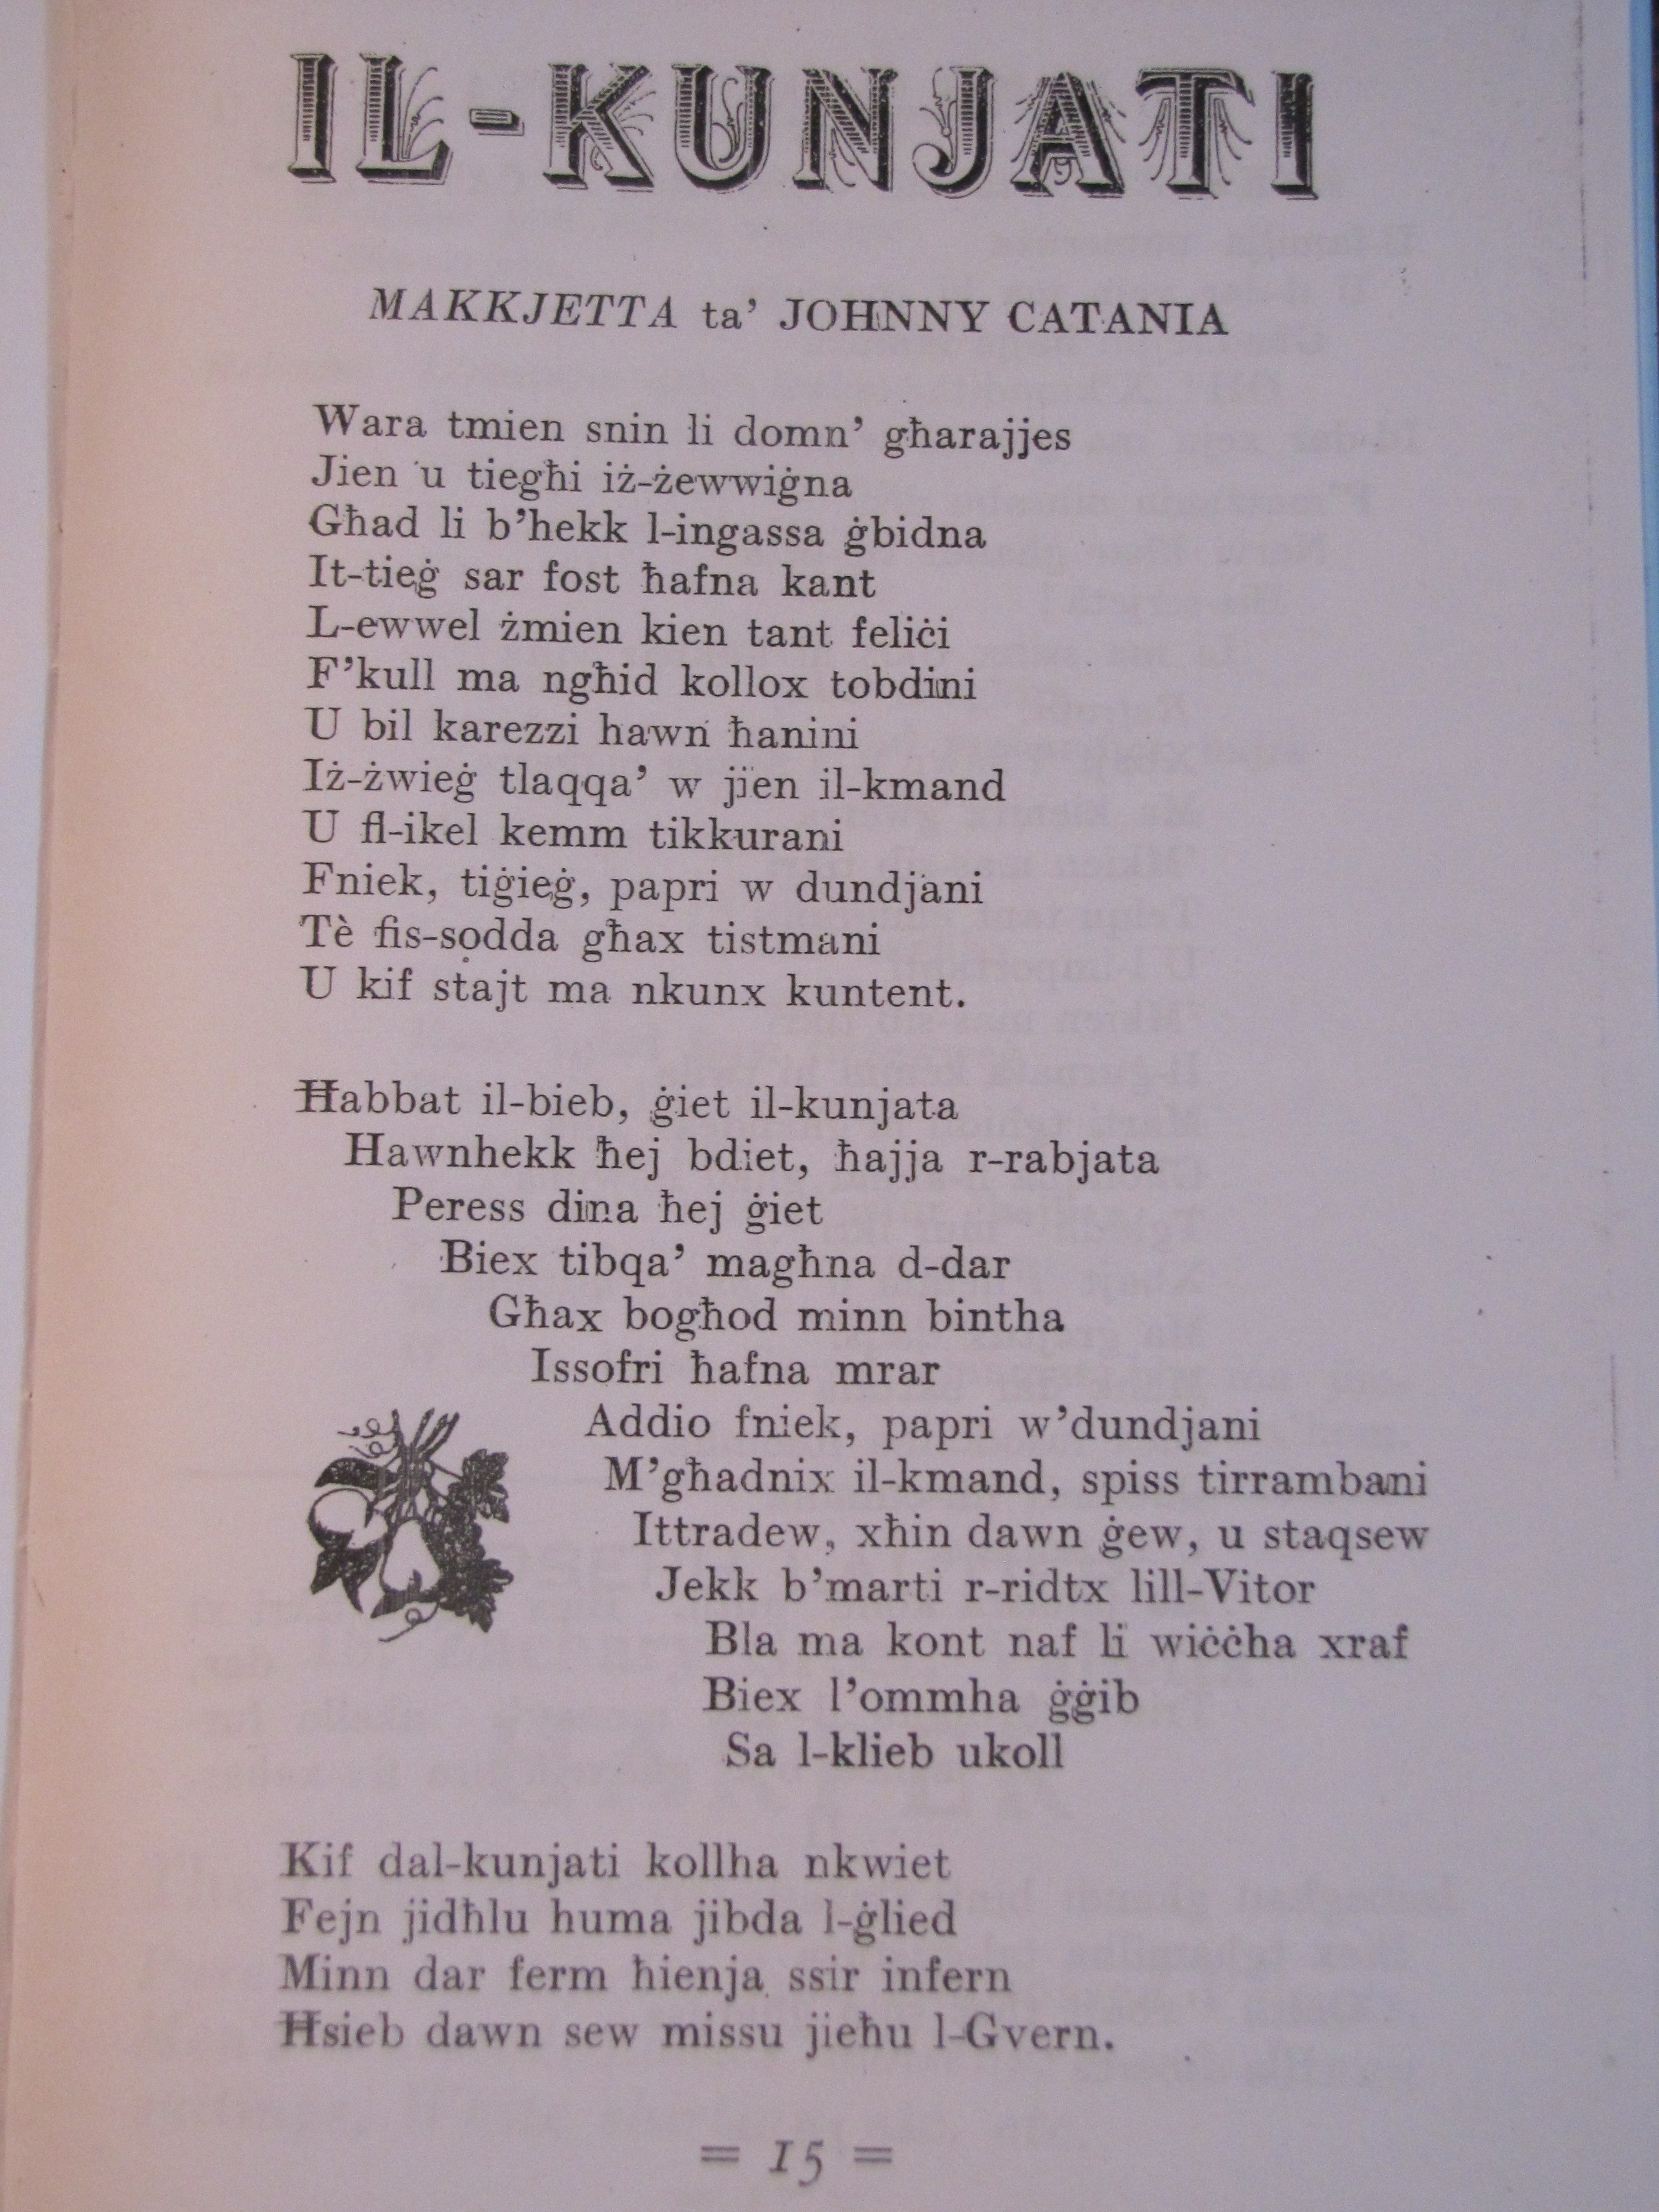 IL-KUNJATI
MAKKJETTA ta' JOHNNY CATANIA
Wara tmien snin li domn' għarajjes
Jien u tiegħi iż-żewwiġna
Għad li b'hekk l-ingassa ġbidna
It-tieġ sar fost ħafna kant
L-ewwel żmien kien tant feliċi
F'kull ma ngħid kollox tobdini
U bil karezzi hawn ħanini
Iż-żwieġ tlaqqa' w jien il-kmand
U fl-ikel kemm tikkurani
Fniek, tiġieġ, papri w dundjani
Tè fis-sodda għax tistmani
U kif stajt ma nkunx kuntent.
Ħabbat il-bieb, ġiet il-kunjata
Hawnhekk ħej bdiet, ħajja r-rabjata
Peress dina ħej ġiet
Biex tibqa' magħna d-dar
Għax bogħod minn bintha
Issofri ħafna mrar
Addio fniek, papri w'dundjani
M'għadnix il-kmand, spiss tirrambani
Ittradew, xħin dawn ġew, u staqsew
Jekk b'marti r-ridtx lill-Vitor
Bla ma kont naf li wiċċha xraf
Biex l'ommha ġġib
Sa l-klieb ukoll
Kif dal-kunjati kollha nkwiet
Fejn jidħlu huma jibda l-ġlied
Minn dar ferm ħienja ssir infern
Ħsieb dawn sew missu jieħu l-Gvern.
= 15 =